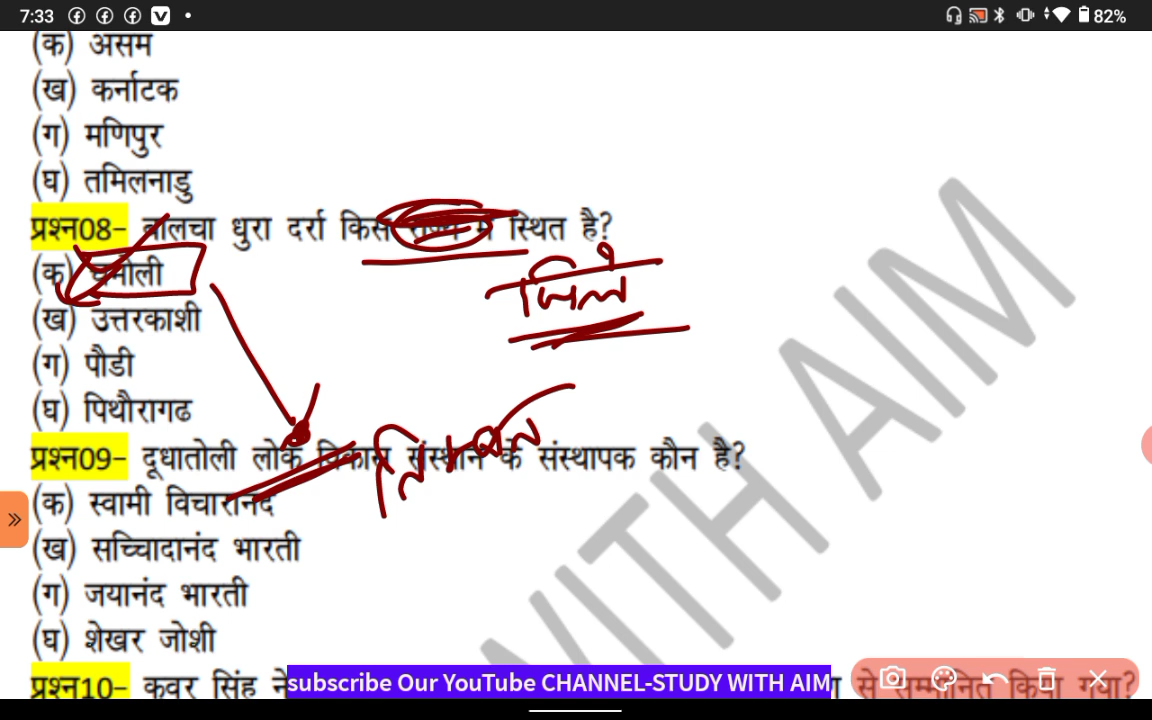 7:33 82%
(क) असम
(ख) कर्नाटक
(ग) मणिपुर
(घ) तमिलनाडु
प्रश्न08- बालचा धुरा दर्रा किस राज्य में स्थित है?
(क) चमोली
जिले
(ख) उत्तरकाशी
(ग) पौडी
(घ) पिथौरागढ
प्रश्न09- दूधातोली लोक विकास संस्थान के संस्थापक कौन है?
(क) स्वामी विचारानंद
(ख) सच्चिादानंद भारती
(ग) जयानंद भारती
(घ) शेखर जोशी
प्रश्न10- कवर सिंह ने से सम्मानित किया गया?
subscribe Our YouTube CHANNEL-STUDY WITH AIM
WITH AIM